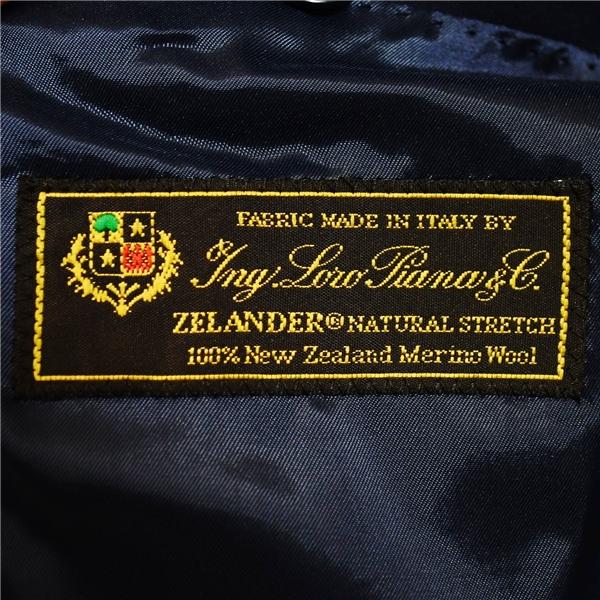 FABRIC MADE IN ITALY BY
Ing. Loro Piana & C.
ZELANDER® NATURAL STRETCH
100% New Zealand Merino Wool